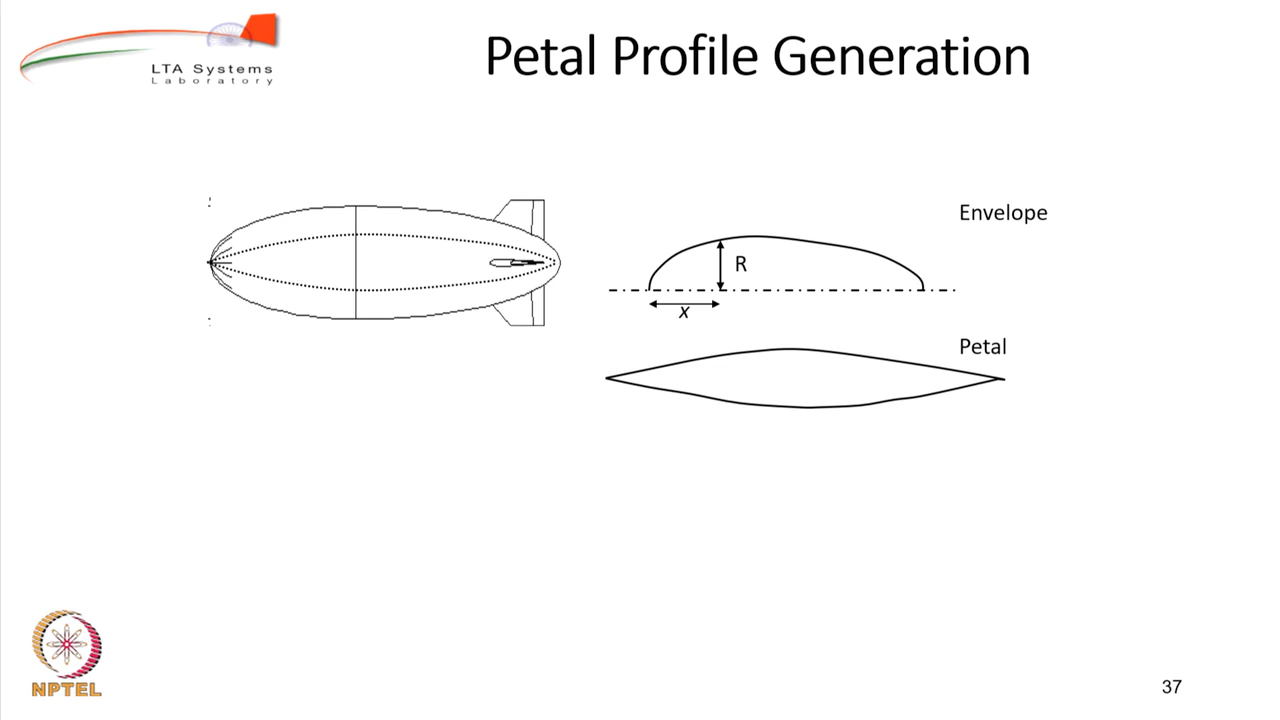 LTA Systems
Laboratory
Petal Profile Generation
Envelope
R
x
Petal
NPTEL
37